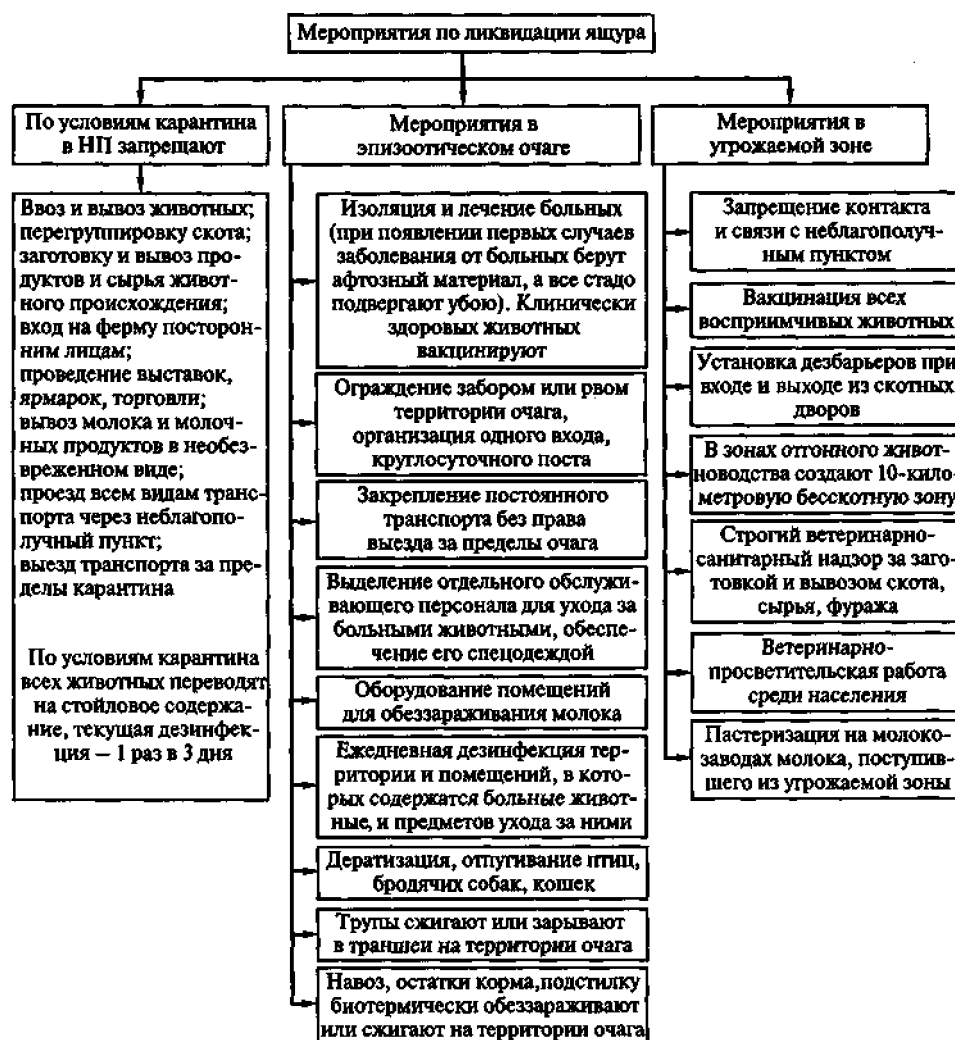 Мероприятия по ликвидации ящура
По условиям карантина
в НП запрещают
Ввоз и вывоз животных;
перегруппировку скота;
заготовку и вывоз про-
дуктов и сырья живот-
ного происхождения;
вход на ферму посторон-
ним лицам;
проведение выставок,
ярмарок, торговли;
вывоз молока и молоч-
ных продуктов в необез-
вреженном виде;
проезд всем видам транс-
порта через неблагопо-
лучный пункт;
выезд транспорта за пре-
делы карантина
По условиям карантина
всех животных переводят
на стойловое содержа-
ние, текущая дезинфек-
ция — 1 раз в 3 дня
Мероприятия в
эпизоотическом очаге
Изоляция и лечение больных
(при появлении первых случаев
заболевания от больных берут
афтозный материал, а все стадо
подвергают убою). Клинически
здоровых животных
вакцинируют
Ограждение забором или рвом
территории очага,
организация одного входа,
круглосуточного поста
Закрепление постоянного
транспорта без права
выезда за пределы очага
Выделение отдельного обслужи-
вающего персонала для ухода за
больными животными, обеспе-
чение его спецодеждой
Оборудование помещений
для обеззараживания молока
Ежедневная дезинфекция тер-
ритории и помещений, в кото-
рых содержатся больные живот-
ные, и предметов ухода за ними
Дератизация, отпугивание птиц,
бродячих собак, кошек
Трупы сжигают или зарывают
в траншеи на территории очага
Навоз, остатки корма,подстилку
биотермически обеззараживают
или сжигают на территории очага
Мероприятия в
угрожаемой зоне
Запрещение контакта
и связи с неблагополуч-
ным пунктом
Вакцинация всех
восприимчивых животных
Установка дезбарьеров при
входе и выходе из скотных
дворов
В зонах отгонного живот-
новодства создают 10-кило-
метровую бесскотную зону
Строгий ветеринарно-
санитарный надзор за заго-
товкой и вывозом скота,
сырья, фуража
Ветеринарно-
просветительская работа
среди населения
Пастеризация на молоко-
заводах молока, поступив-
шего из угрожаемой зоны